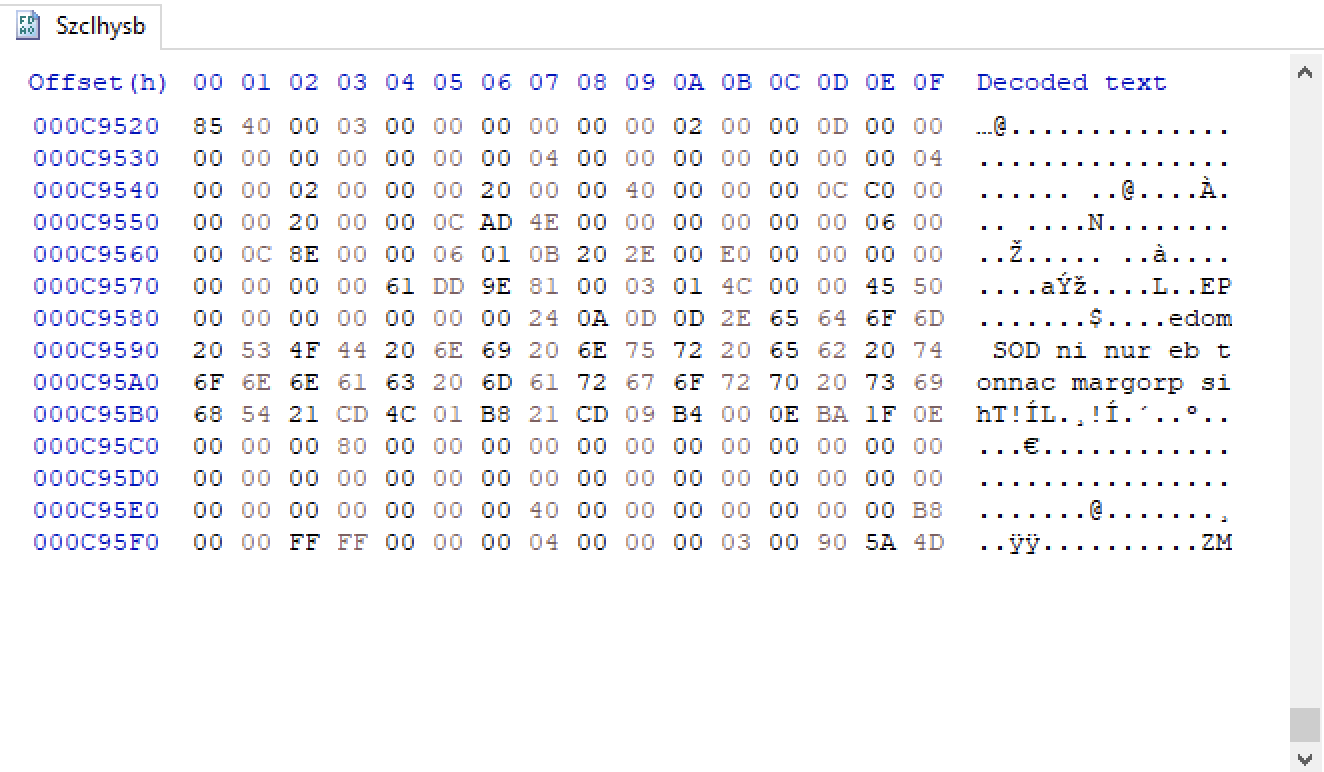 Szclhysb
Offset(h) 00 01 02 03 04 05 06 07 08 09 0A 0B 0C 0D 0E 0F Decoded text
000C9520 85 40 00 03 00 00 00 00 00 00 02 00 00 0D 00 00 …@..............
000C9530 00 00 00 00 00 00 00 04 00 00 00 00 00 00 00 04 ................
000C9540 00 00 02 00 00 00 20 00 00 40 00 00 00 0C C0 00 ...... ..@....À.
000C9550 00 00 20 00 00 0C AD 4E 00 00 00 00 00 00 06 00 .. ....N........
000C9560 00 0C 8E 00 00 06 01 0B 20 2E 00 E0 00 00 00 00 ..Ž..... ..à....
000C9570 00 00 00 00 61 DD 9E 81 00 03 01 4C 00 00 45 50 ....aÝž....L..EP
000C9580 00 00 00 00 00 00 00 24 0A 0D 0D 2E 65 64 6F 6D .......$....edom
000C9590 20 53 4F 44 20 6E 69 20 6E 75 72 20 65 62 20 74  SOD ni nur eb t
000C95A0 6F 6E 6E 61 63 20 6D 61 72 67 6F 72 70 20 73 69 onnac margorp si
000C95B0 68 54 21 CD 4C 01 B8 21 CD 09 B4 00 0E BA 1F 0E hT!ÍL.¸!Í.´..º..
000C95C0 00 00 00 80 00 00 00 00 00 00 00 00 00 00 00 00 ...€............
000C95D0 00 00 00 00 00 00 00 00 00 00 00 00 00 00 00 00 ................
000C95E0 00 00 00 00 00 00 00 40 00 00 00 00 00 00 00 B8 .......@.......¸
000C95F0 00 00 FF FF 00 00 00 04 00 00 00 03 00 90 5A 4D ..ÿÿ..........ZM